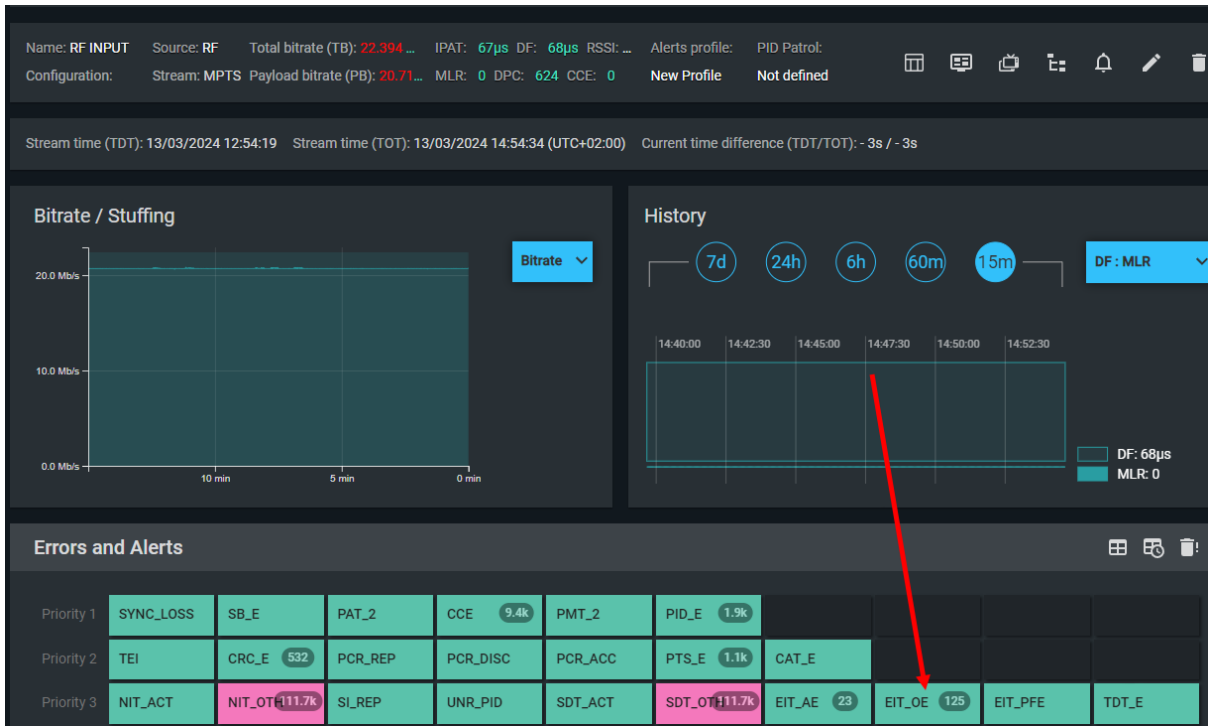 Name: RF INPUT Source: RF Total bitrate (TB): 22.394 ... IPAT: 67µs DF: 68µs RSSI: ... Alerts profile: PID Patrol:
Configuration: Stream: MPTS Payload bitrate (PB): 20.71... MLR: 0 DPC: 624 CCE: 0 New Profile Not defined
Stream time (TDT): 13/03/2024 12:54:19 Stream time (TOT): 13/03/2024 14:54:34 (UTC+02:00) Current time difference (TDT/TOT): - 3s / - 3s
Bitrate / Stuffing
Bitrate
20.0 Mb/s
10.0 Mb/s
0.0 Mb/s
10 min 5 min 0 min
History
7d 24h 6h 60m 15m DF : MLR
14:40:00 14:42:30 14:45:00 14:47:30 14:50:00 14:52:30
DF: 68µs
MLR: 0
Errors and Alerts
Priority 1 SYNC_LOSS SB_E PAT_2 CCE 9.4k PMT_2 PID_E 1.9k
Priority 2 TEI CRC_E 532 PCR_REP PCR_DISC PCR_ACC PTS_E 1.1k CAT_E
Priority 3 NIT_ACT NIT_OTH 111.7k SI_REP UNR_PID SDT_ACT SDT_OTH 111.7k EIT_AE 23 EIT_OE 125 EIT_PFE TDT_E